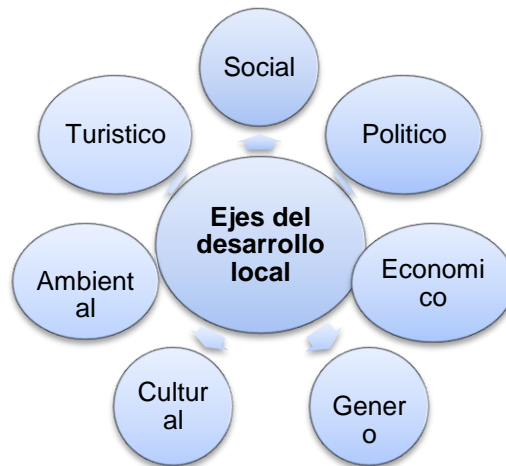 Social
Turistico
Politico
Ejes del
desarrollo
local
Ambient
al
Economi
co
Cultur
al
Gener
o